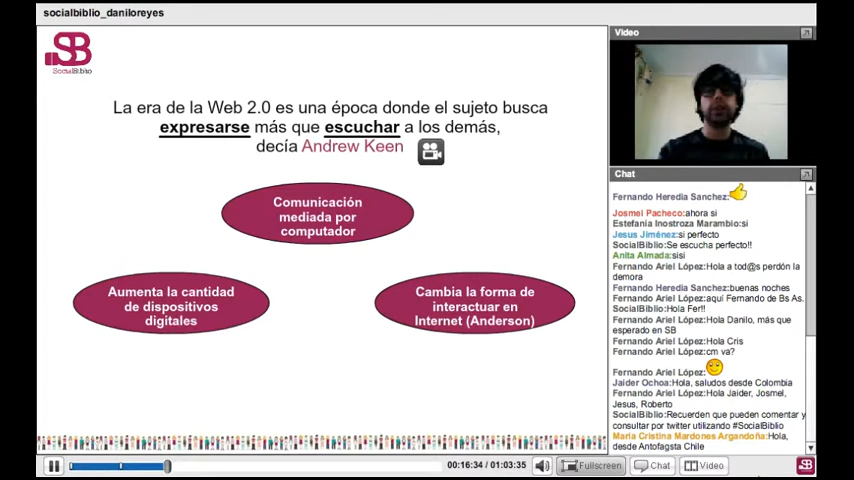 socialbiblio_daniloreyes
SB
SocialBiblio
La era de la Web 2.0 es una época donde el sujeto busca
expresarse más que escuchar a los demás,
decía Andrew Keen
Comunicación
mediada por
computador
Aumenta la cantidad
de dispositivos
digitales
Cambia la forma de
interactuar en
Internet (Anderson)
Video
Chat
Fernando Heredia Sanchez:
Josmel Pacheco:ahora si
Estefanía Inostroza Marambio:si
Jesus Jiménez:si perfecto
SocialBiblio:Se escucha perfecto!!
Anita Almada:sisi
Fernando Ariel López:Hola a tod@s perdón la
demora
Fernando Heredia Sanchez:buenas noches
Fernando Ariel López:aquí Fernando de Bs As.
SocialBiblio:Hola Fer!!
Fernando Ariel López:Hola Danilo, más que
esperado en SB
Fernando Ariel López:Hola Cris
Fernando Ariel López:cm va?
Fernando Ariel López:
Jaider Ochoa:Hola, saludos desde Colombia
Fernando Ariel López:Hola Jaider, Josmel,
Jesus, Roberto
SocialBiblio:Recuerden que pueden comentar y
consultar por twitter utilizando #SocialBiblio
Maria Cristina Mardones Argandoña:Hola,
desde Antofagsta Chile
00:16:34 / 01:03:35
Fullscreen
Chat
Video
SB